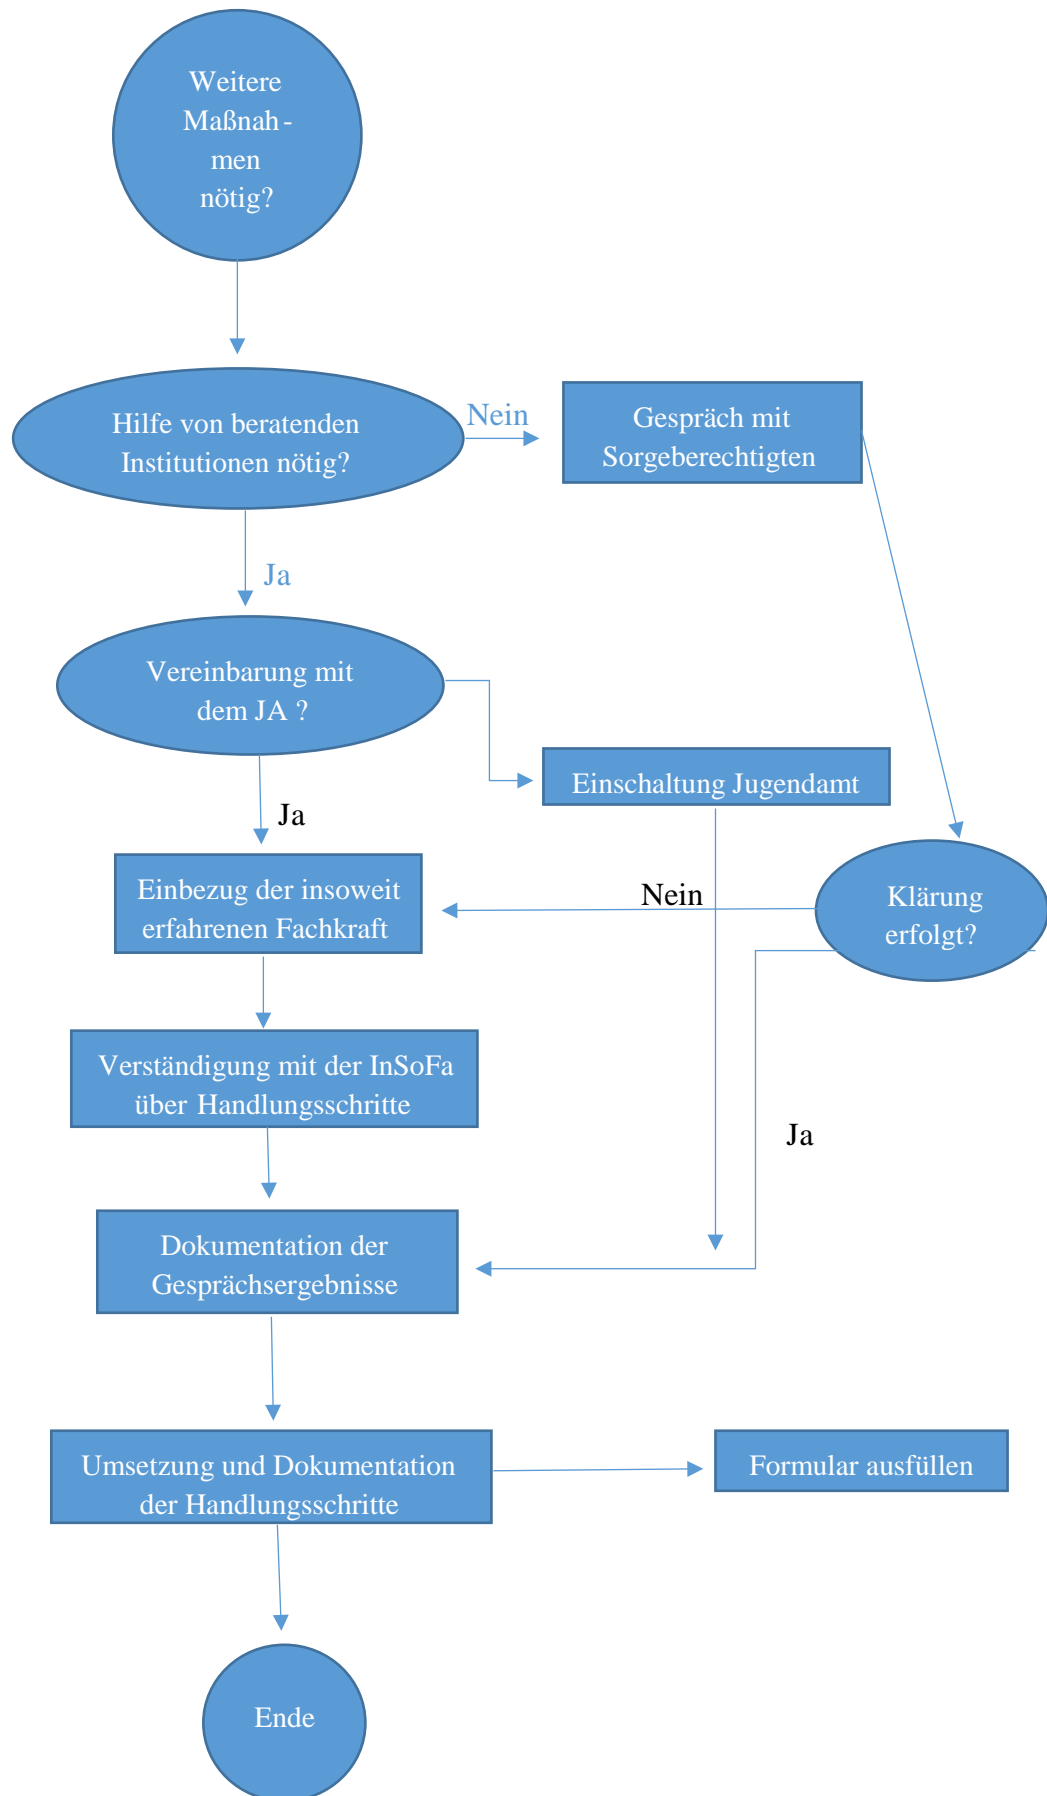 Weitere
Maßnah-
men
nötig?
Hilfe von beratenden
Institutionen nötig?
Nein
Gespräch mit
Sorgeberechtigten
Ja
Vereinbarung mit
dem JA ?
Einschaltung Jugendamt
Ja
Einbezug der insoweit
erfahrenen Fachkraft
Nein
Klärung
erfolgt?
Verständigung mit der InSoFa
über Handlungsschritte
Ja
Dokumentation der
Gesprächsergebnisse
Umsetzung und Dokumentation
der Handlungsschritte
Formular ausfüllen
Ende